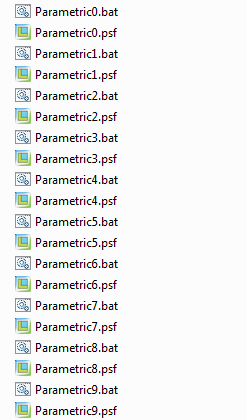 Parametric0.bat
Parametric0.psf
Parametric1.bat
Parametric1.psf
Parametric2.bat
Parametric2.psf
Parametric3.bat
Parametric3.psf
Parametric4.bat
Parametric4.psf
Parametric5.bat
Parametric5.psf
Parametric6.bat
Parametric6.psf
Parametric7.bat
Parametric7.psf
Parametric8.bat
Parametric8.psf
Parametric9.bat
Parametric9.psf